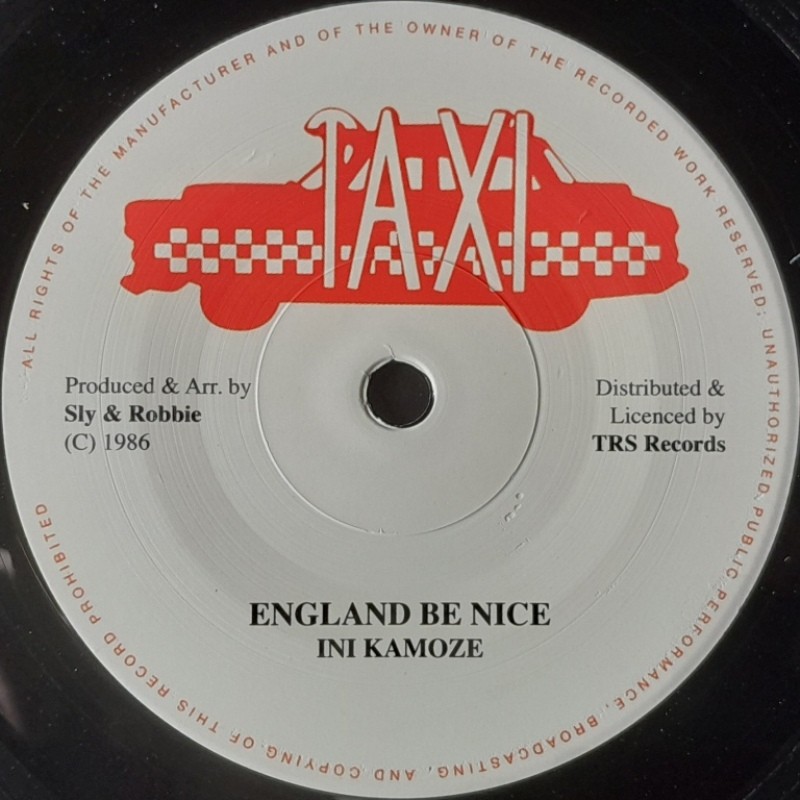 ALL RIGHTS OF THE MANUFACTURER AND OF THE OWNER OF THE RECORDED WORK RESERVED; UNAUTHORIZED PUBLIC PERFORMANCE, BROADCASTING, AND COPYING OF THIS RECORD PROHIBITED
TAXI
Produced & Arr. by
Sly & Robbie
(C) 1986
Distributed &
Licenced by
TRS Records
ENGLAND BE NICE
INI KAMOZE